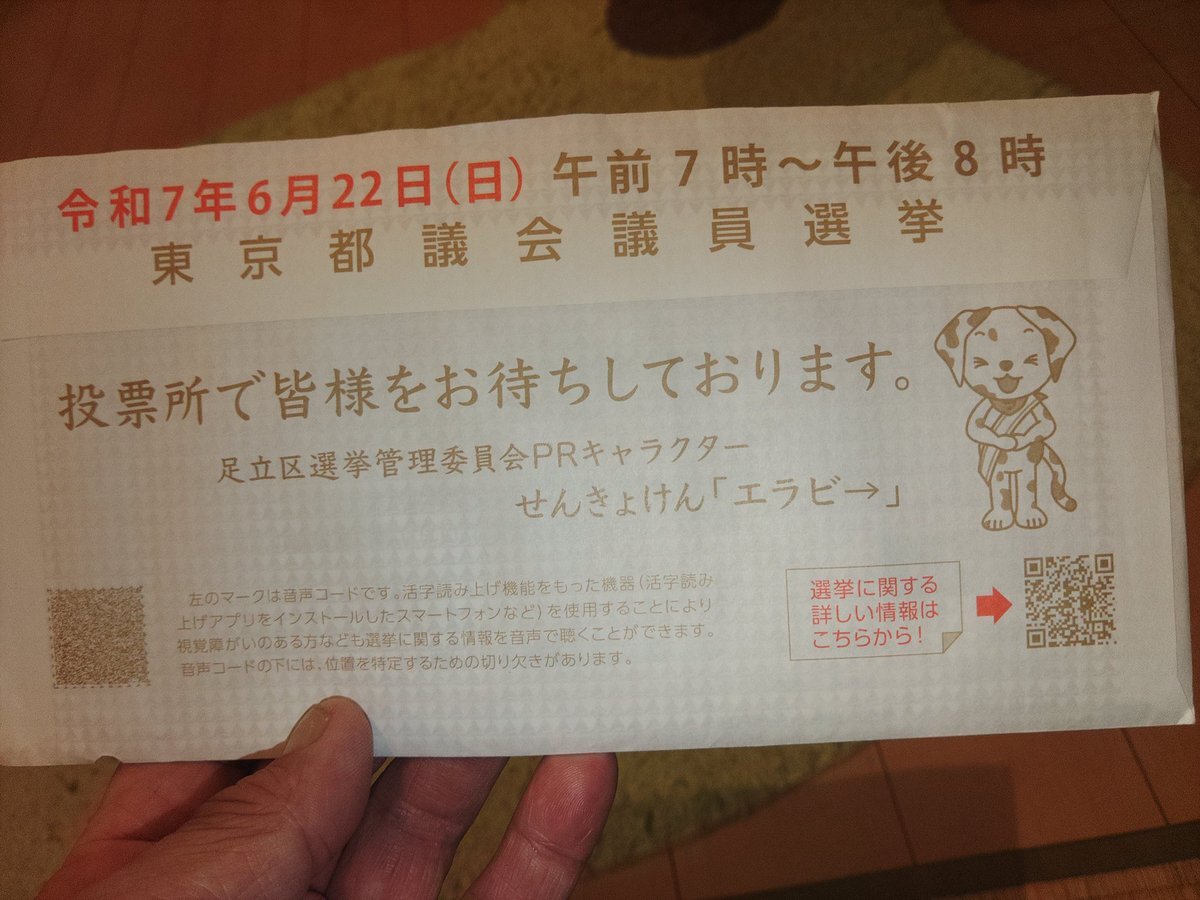 令和7年6月22日(日) 午前7時～午後8時
東京都議会議員選挙
投票所で皆様をお待ちしております。
足立区選挙管理委員会PRキャラクター
せんきょけん「エラビ→」
左のマークは音声コードです。活字読み上げ機能をもった機器(活字読み
上げアプリをインストールしたスマートフォンなど)を使用することにより
視覚障がいのある方なども選挙に関する情報を音声で聴くことができます。
音声コードの下には、位置を特定するための切り欠きがあります。
選挙に関する
詳しい情報は
こちらから!